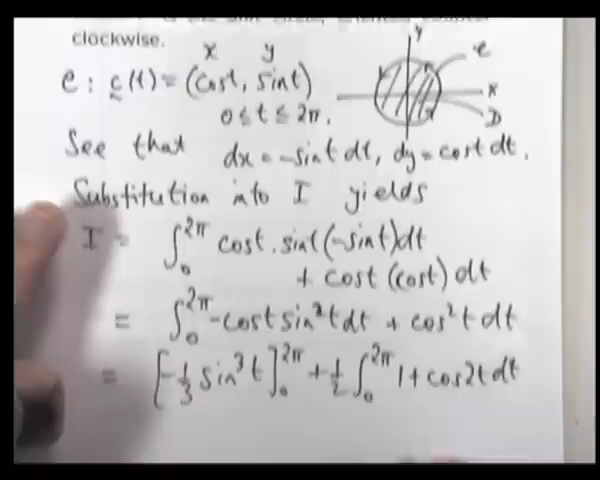 clockwise.
x y
C : c(t) = (cost, sint)
0 ≤ t ≤ 2π.
y
C
x
D
See that dx = -sint dt, dy = cost dt.
Substitution into I yields
I = ∫₀^2π cost. sint (-sint) dt
+ cost (cost) dt
= ∫₀^2π -cost sin²t dt + cos²t dt
= [-⅓ sin³t]₀^2π + ½ ∫₀^2π 1 + cos2t dt